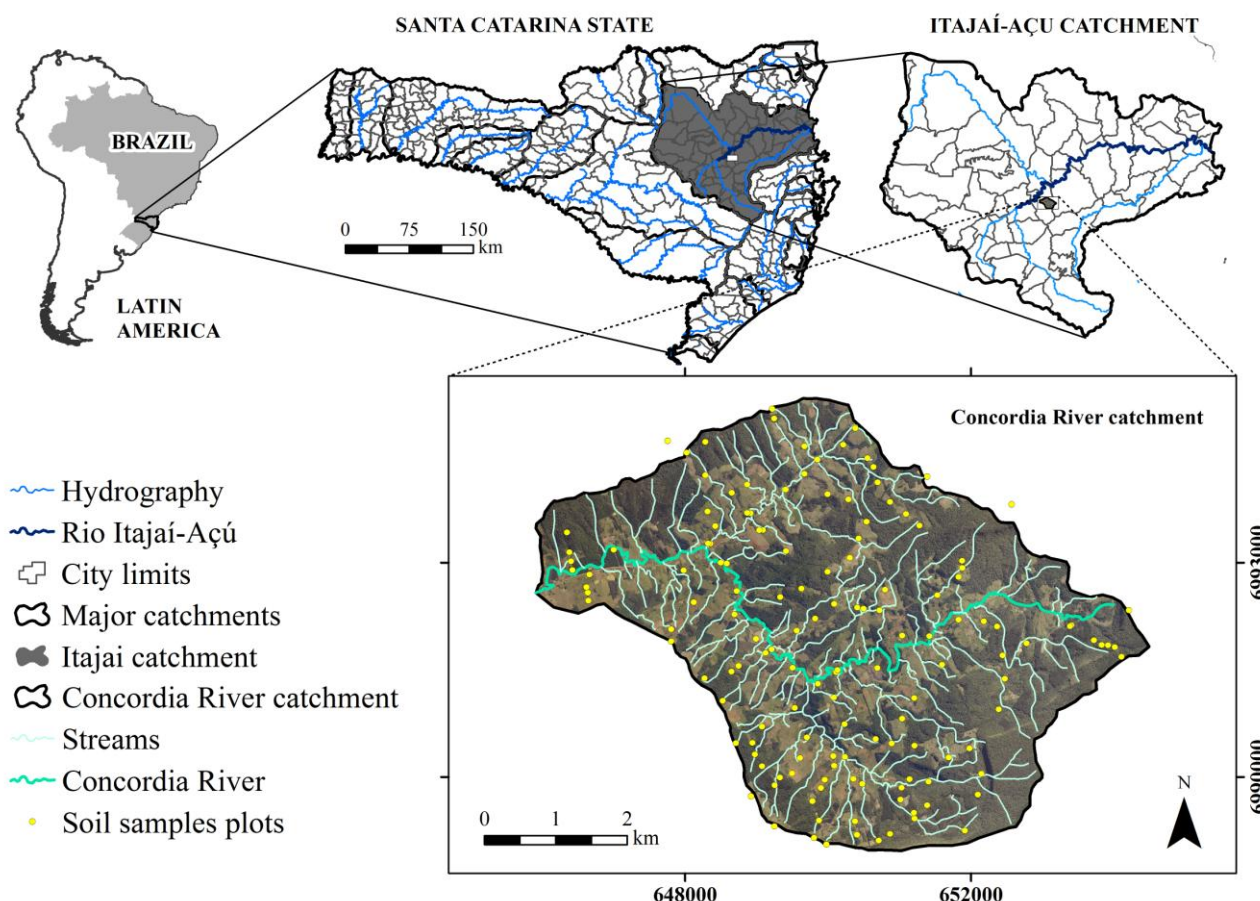 SANTA CATARINA STATE
ITAJAÍ-AÇU CATCHMENT
BRAZIL
0 75 150
km
LATIN
AMERICA
Concordia River catchment
Hydrography
Rio Itajaí-Açú
City limits
Major catchments
Itajai catchment
Concordia River catchment
Streams
Concordia River
Soil samples plots
6993000
6990000
N
0 1 2
km
648000 652000